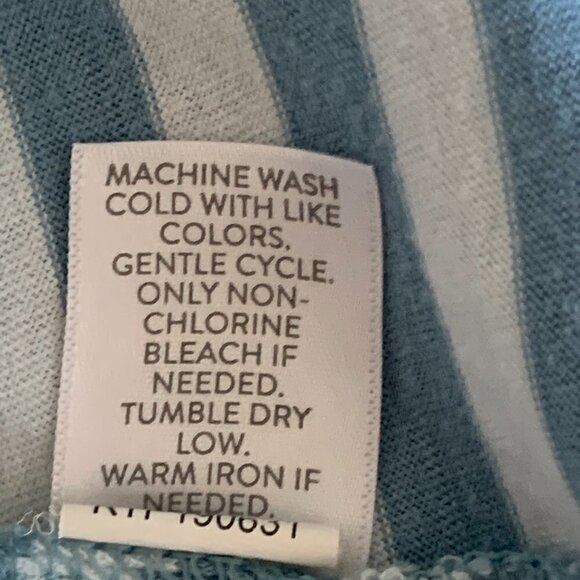 MACHINE WASH
COLD WITH LIKE
COLORS.
GENTLE CYCLE.
ONLY NON-
CHLORINE
BLEACH IF
NEEDED.
TUMBLE DRY
LOW.
WARM IRON IF
NEEDED.